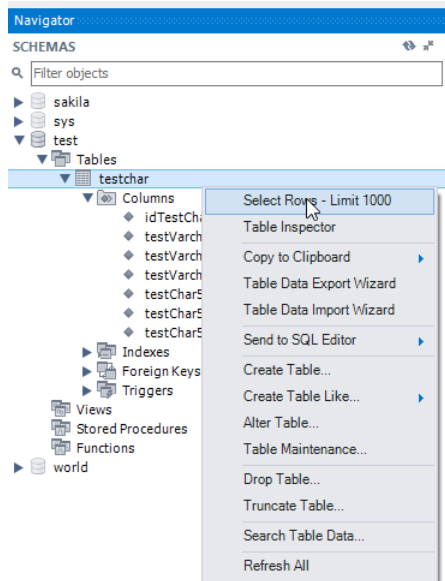 Navigator
SCHEMAS
Filter objects
sakila
sys
test
Tables
testchar
Columns
idTestCh
testVarch
testVarch
testVarch
testChar5
testChar5
testChar5
Indexes
Foreign Keys
Triggers
Views
Stored Procedures
Functions
world
Select Rows - Limit 1000
Table Inspector
Copy to Clipboard
Table Data Export Wizard
Table Data Import Wizard
Send to SQL Editor
Create Table...
Create Table Like...
Alter Table...
Table Maintenance...
Drop Table...
Truncate Table...
Search Table Data...
Refresh All